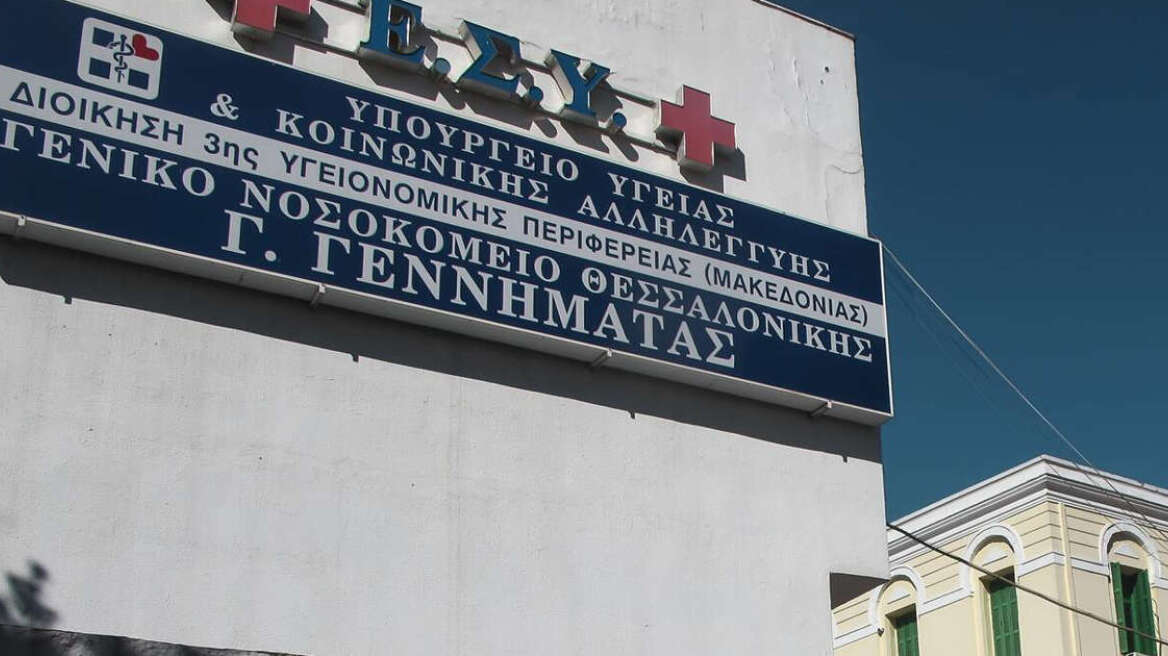 Ε.Σ.Υ.
ΥΠΟΥΡΓΕΙΟ ΥΓΕΙΑΣ
& ΚΟΙΝΩΝΙΚΗΣ ΑΛΛΗΛΕΓΓΥΗΣ
ΔΙΟΙΚΗΣΗ 3ης ΥΓΕΙΟΝΟΜΙΚΗΣ ΠΕΡΙΦΕΡΕΙΑΣ (ΜΑΚΕΔΟΝΙΑΣ)
ΓΕΝΙΚΟ ΝΟΣΟΚΟΜΕΙΟ ΘΕΣΣΑΛΟΝΙΚΗΣ
Γ. ΓΕΝΝΗΜΑΤΑΣ